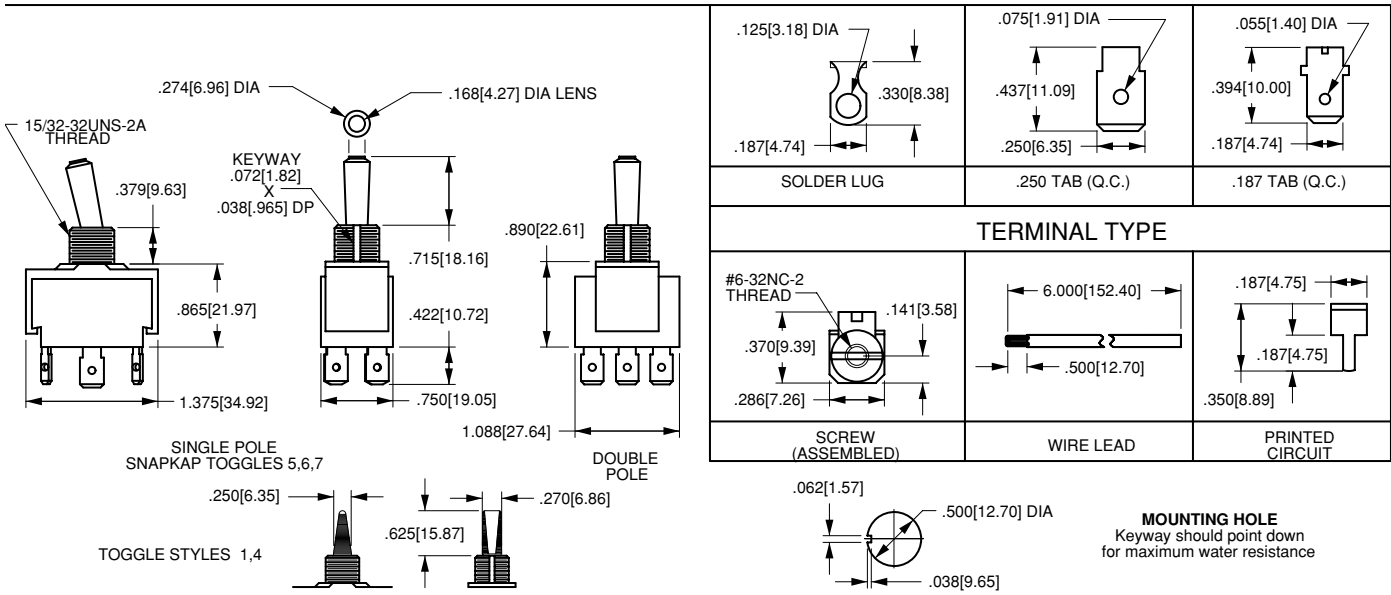 .274[6.96] DIA
.168[4.27] DIA LENS
15/32-32UNS-2A
THREAD
.379[9.63]
KEYWAY
.072[1.82]
X
.038[.965] DP
.715[18.16]
.890[22.61]
.865[21.97]
.422[10.72]
1.375[34.92]
.750[19.05]
1.088[27.64]
SINGLE POLE
SNAPKAP TOGGLES 5,6,7
DOUBLE
POLE
.250[6.35]
.625[15.87]
.270[6.86]
TOGGLE STYLES 1,4
.125[3.18] DIA
.330[8.38]
.187[4.74]
SOLDER LUG
.075[1.91] DIA
.437[11.09]
.250[6.35]
.250 TAB (Q.C.)
.055[1.40] DIA
.394[10.00]
.187[4.74]
.187 TAB (Q.C.)
TERMINAL TYPE
#6-32NC-2
THREAD
.141[3.58]
.370[9.39]
.286[7.26]
SCREW
(ASSEMBLED)
6.000[152.40]
.500[12.70]
WIRE LEAD
.187[4.75]
.187[4.75]
.350[8.89]
PRINTED
CIRCUIT
.062[1.57]
.500[12.70] DIA
.038[9.65]
MOUNTING HOLE
Keyway should point down
for maximum water resistance